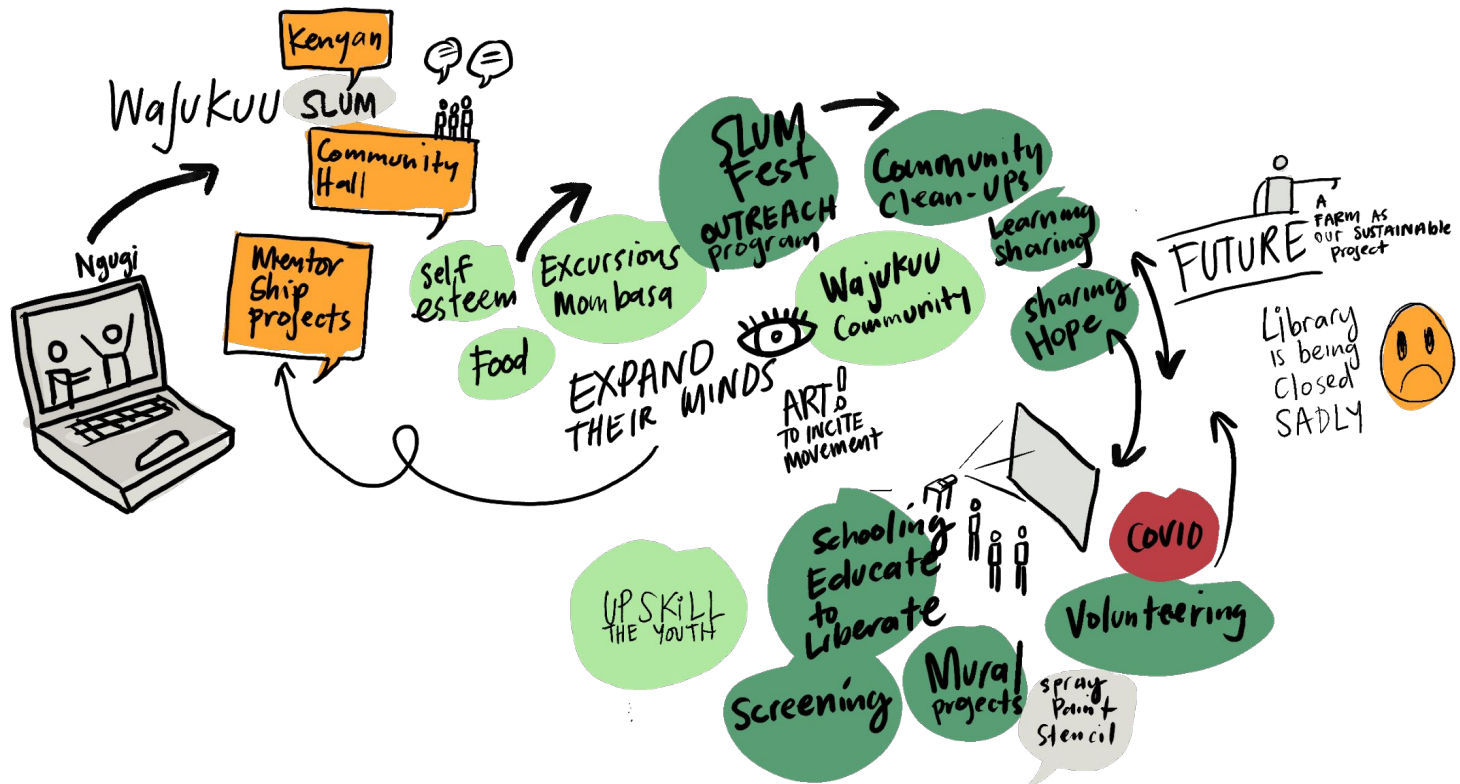 Kenyan
Wajukuu SLUM
Community
Hall
Ngugi
Mentor
Ship
projects
self
esteem
Food
Excursions
Mombasa
SLUM
Fest
OUTREACH
program
Community
Clean-ups
Learning
sharing
Wajukuu
Community
sharing
Hope
EXPAND
THEIR MINDS
ART!
TO INCITE
MOVEMENT
FUTURE
A
FARM AS
OUR SUSTAINABLE
Project
Library
is being
Closed
SADLY
UPSKILL
THE YOUTH
Schooling
Educate
to
Liberate
Screening
Mural
projects
spray
Paint
Stencil
COVID
Volunteering